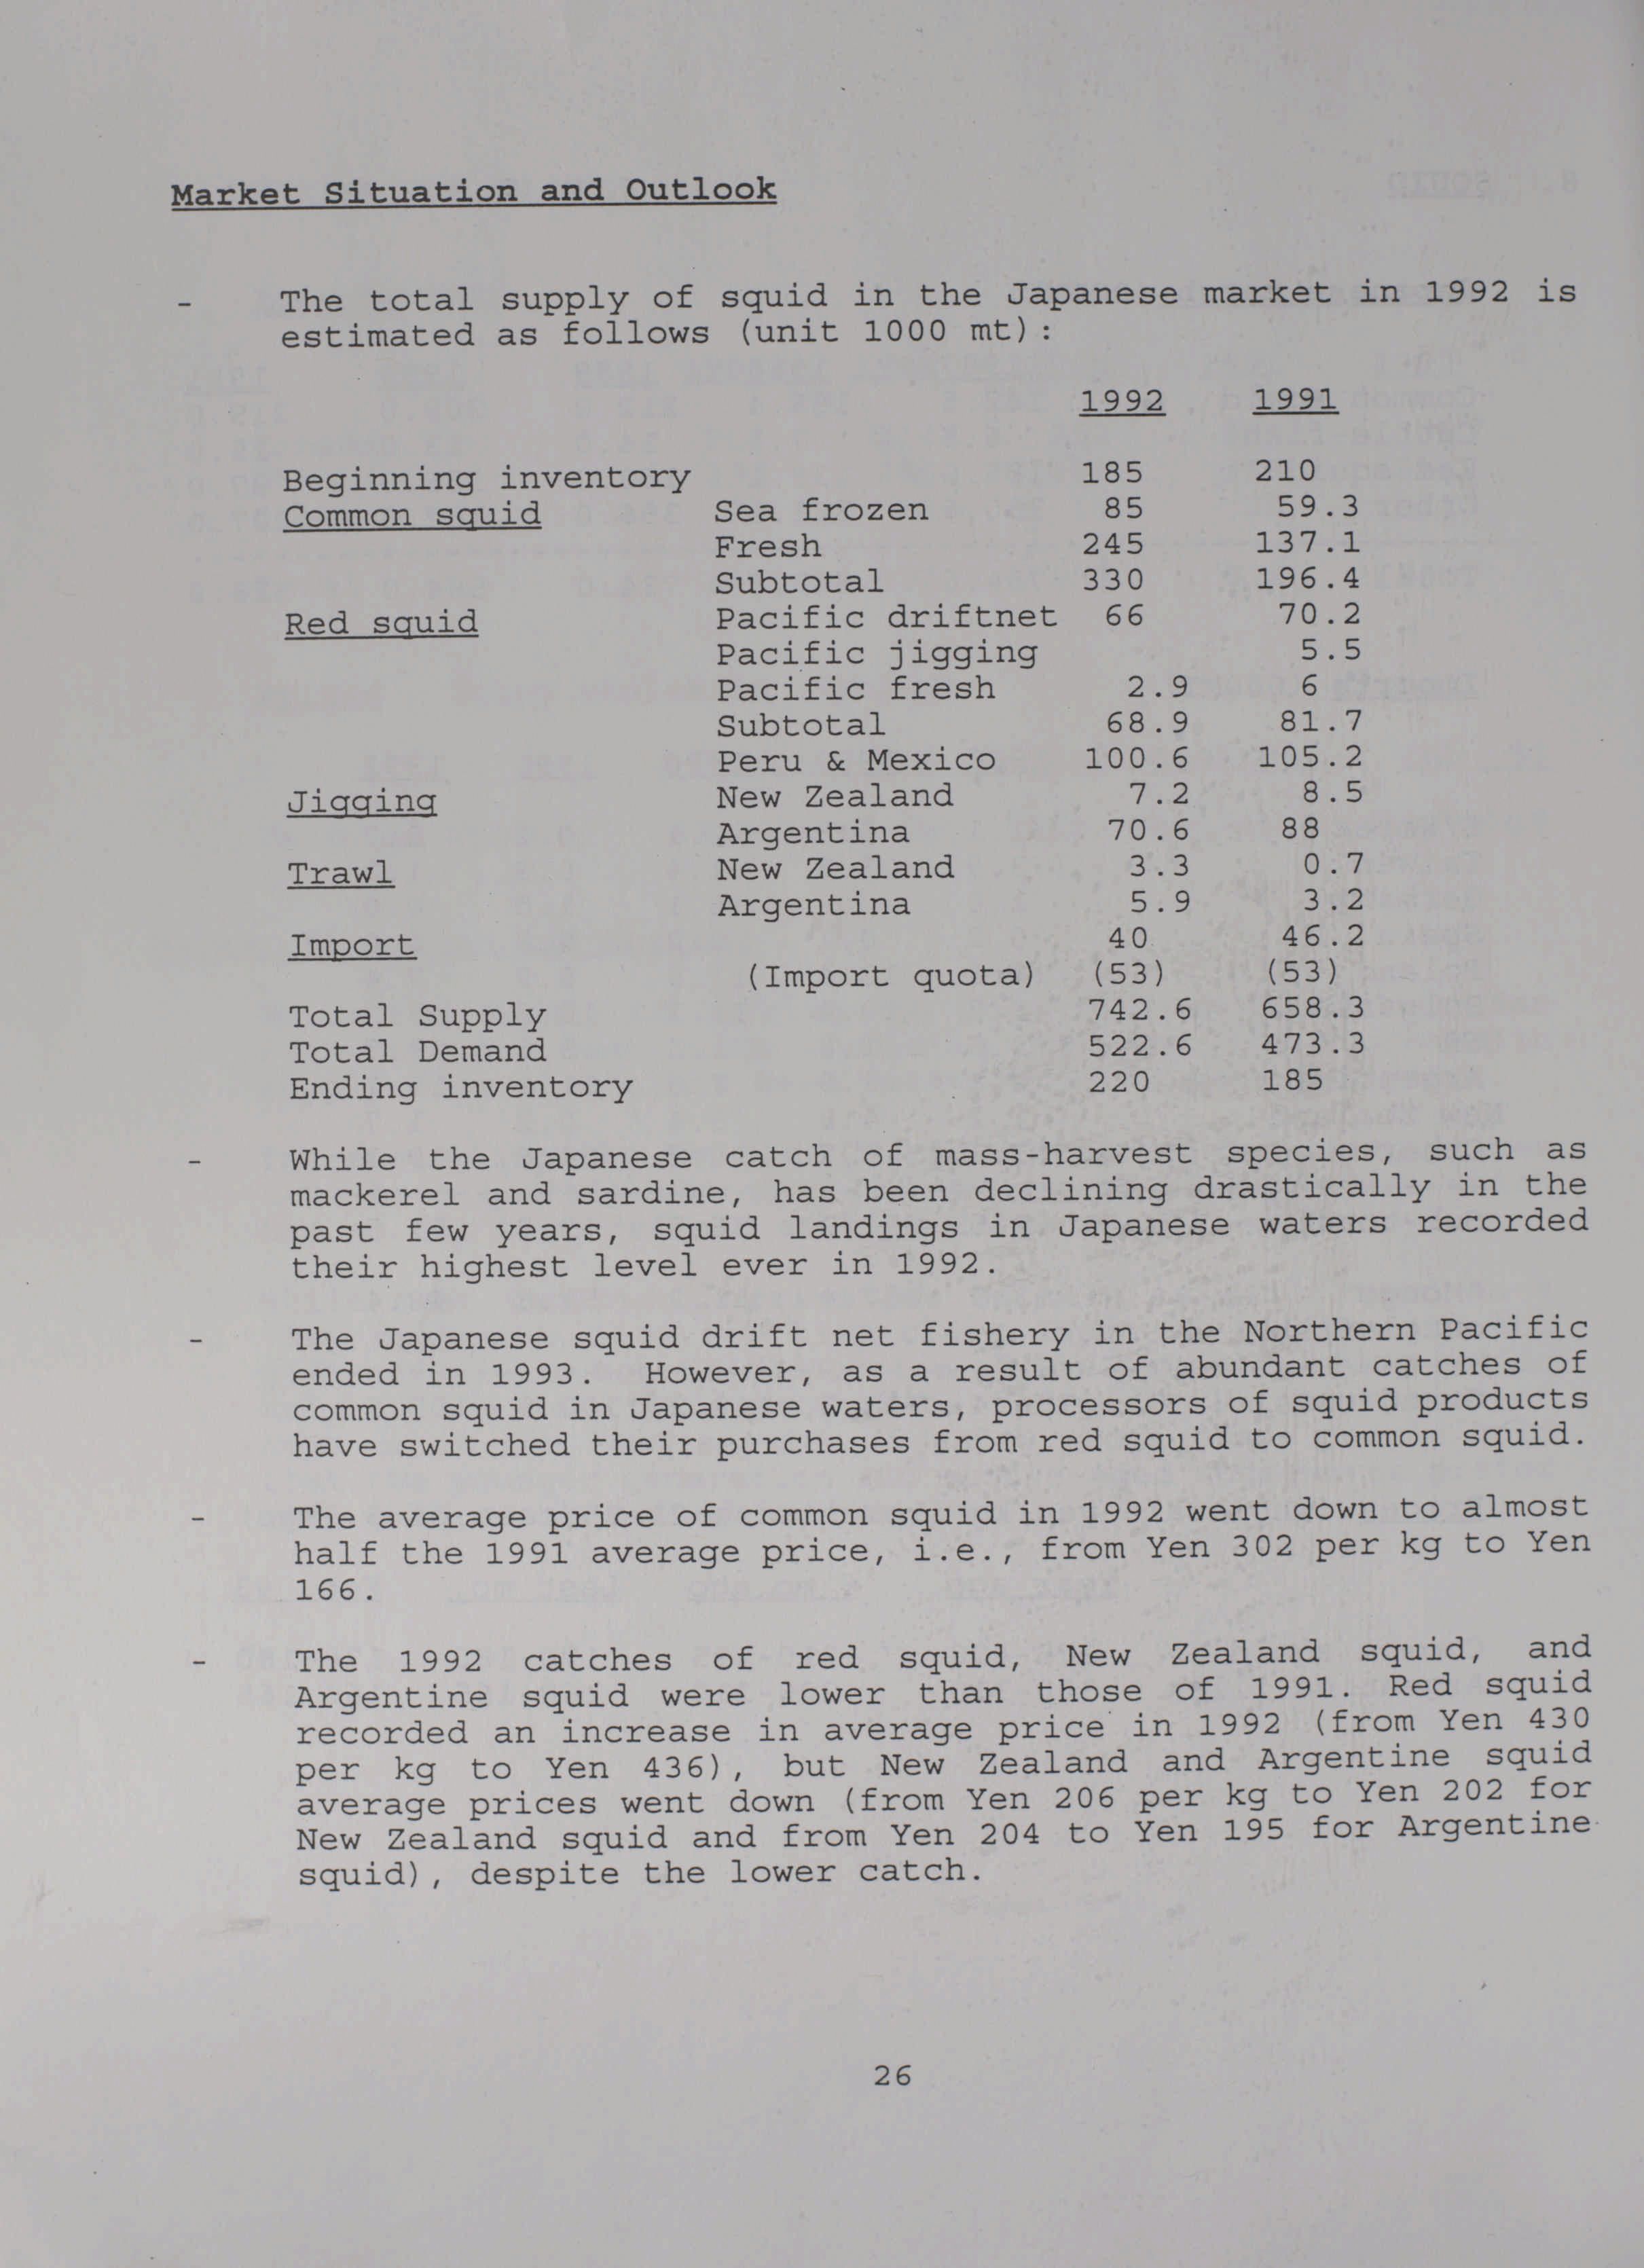 Market Situation and Outlook
- The total supply of squid in the Japanese market in 1992 is
estimated as follows (unit 1000 mt):
1992 1991
Beginning inventory 185 210
Common squid Sea frozen 85 59.3
Fresh 245 137.1
Subtotal 330 196.4
Red squid Pacific driftnet 66 70.2
Pacific jigging 5.5
Pacific fresh 2.9 6
Subtotal 68.9 81.7
Peru & Mexico 100.6 105.2
Jigging New Zealand 7.2 8.5
Argentina 70.6 88
Trawl New Zealand 3.3 0.7
Argentina 5.9 3.2
Import 40 46.2
(Import quota) (53) (53)
Total Supply 742.6 658.3
Total Demand 522.6 473.3
Ending inventory 220 185
- While the Japanese catch of mass-harvest species, such as
mackerel and sardine, has been declining drastically in the
past few years, squid landings in Japanese waters recorded
their highest level ever in 1992.
- The Japanese squid drift net fishery in the Northern Pacific
ended in 1993. However, as a result of abundant catches of
common squid in Japanese waters, processors of squid products
have switched their purchases from red squid to common squid.
- The average price of common squid in 1992 went down to almost
half the 1991 average price, i.e., from Yen 302 per kg to Yen
166.
- The 1992 catches of red squid, New Zealand squid, and
Argentine squid were lower than those of 1991. Red squid
recorded an increase in average price in 1992 (from Yen 430
per kg to Yen 436), but New Zealand and Argentine squid
average prices went down (from Yen 206 per kg to Yen 202 for
New Zealand squid and from Yen 204 to Yen 195 for Argentine
squid), despite the lower catch.
26